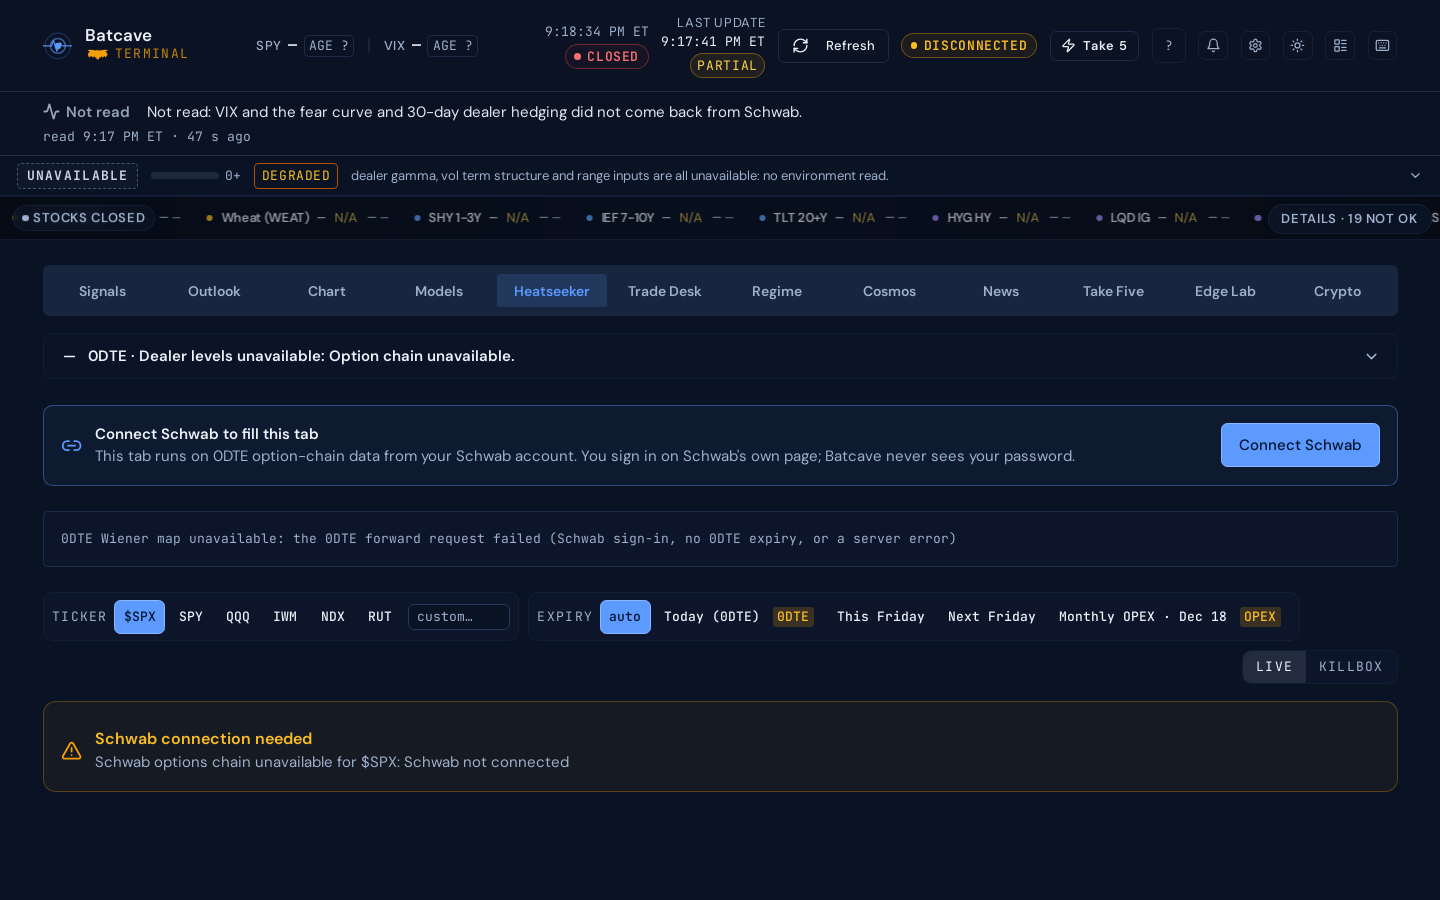 Batcave
TERMINAL
SPY — AGE ? | VIX — AGE ?
9:18:34 PM ET
CLOSED
LAST UPDATE
9:17:41 PM ET
PARTIAL
Refresh
DISCONNECTED
Take 5
?
Not read Not read: VIX and the fear curve and 30-day dealer hedging did not come back from Schwab.
read 9:17 PM ET · 47 s ago
UNAVAILABLE 0+ DEGRADED dealer gamma, vol term structure and range inputs are all unavailable: no environment read.
STOCKS CLOSED —— Wheat (WEAT) — N/A —— SHY 1-3Y — N/A —— IEF 7-10Y — N/A —— TLT 20+Y — N/A —— HYG HY — N/A —— LQD IG — N/A —— DETAILS · 19 NOT OK S
Signals Outlook Chart Models Heatseeker Trade Desk Regime Cosmos News Take Five Edge Lab Crypto
— 0DTE · Dealer levels unavailable: Option chain unavailable.
Connect Schwab to fill this tab
This tab runs on 0DTE option-chain data from your Schwab account. You sign in on Schwab's own page; Batcave never sees your password.
Connect Schwab
0DTE Wiener map unavailable: the 0DTE forward request failed (Schwab sign-in, no 0DTE expiry, or a server error)
TICKER $SPX SPY QQQ IWM NDX RUT custom…
EXPIRY auto Today (0DTE) 0DTE This Friday Next Friday Monthly OPEX · Dec 18 OPEX
LIVE KILLBOX
Schwab connection needed
Schwab options chain unavailable for $SPX: Schwab not connected